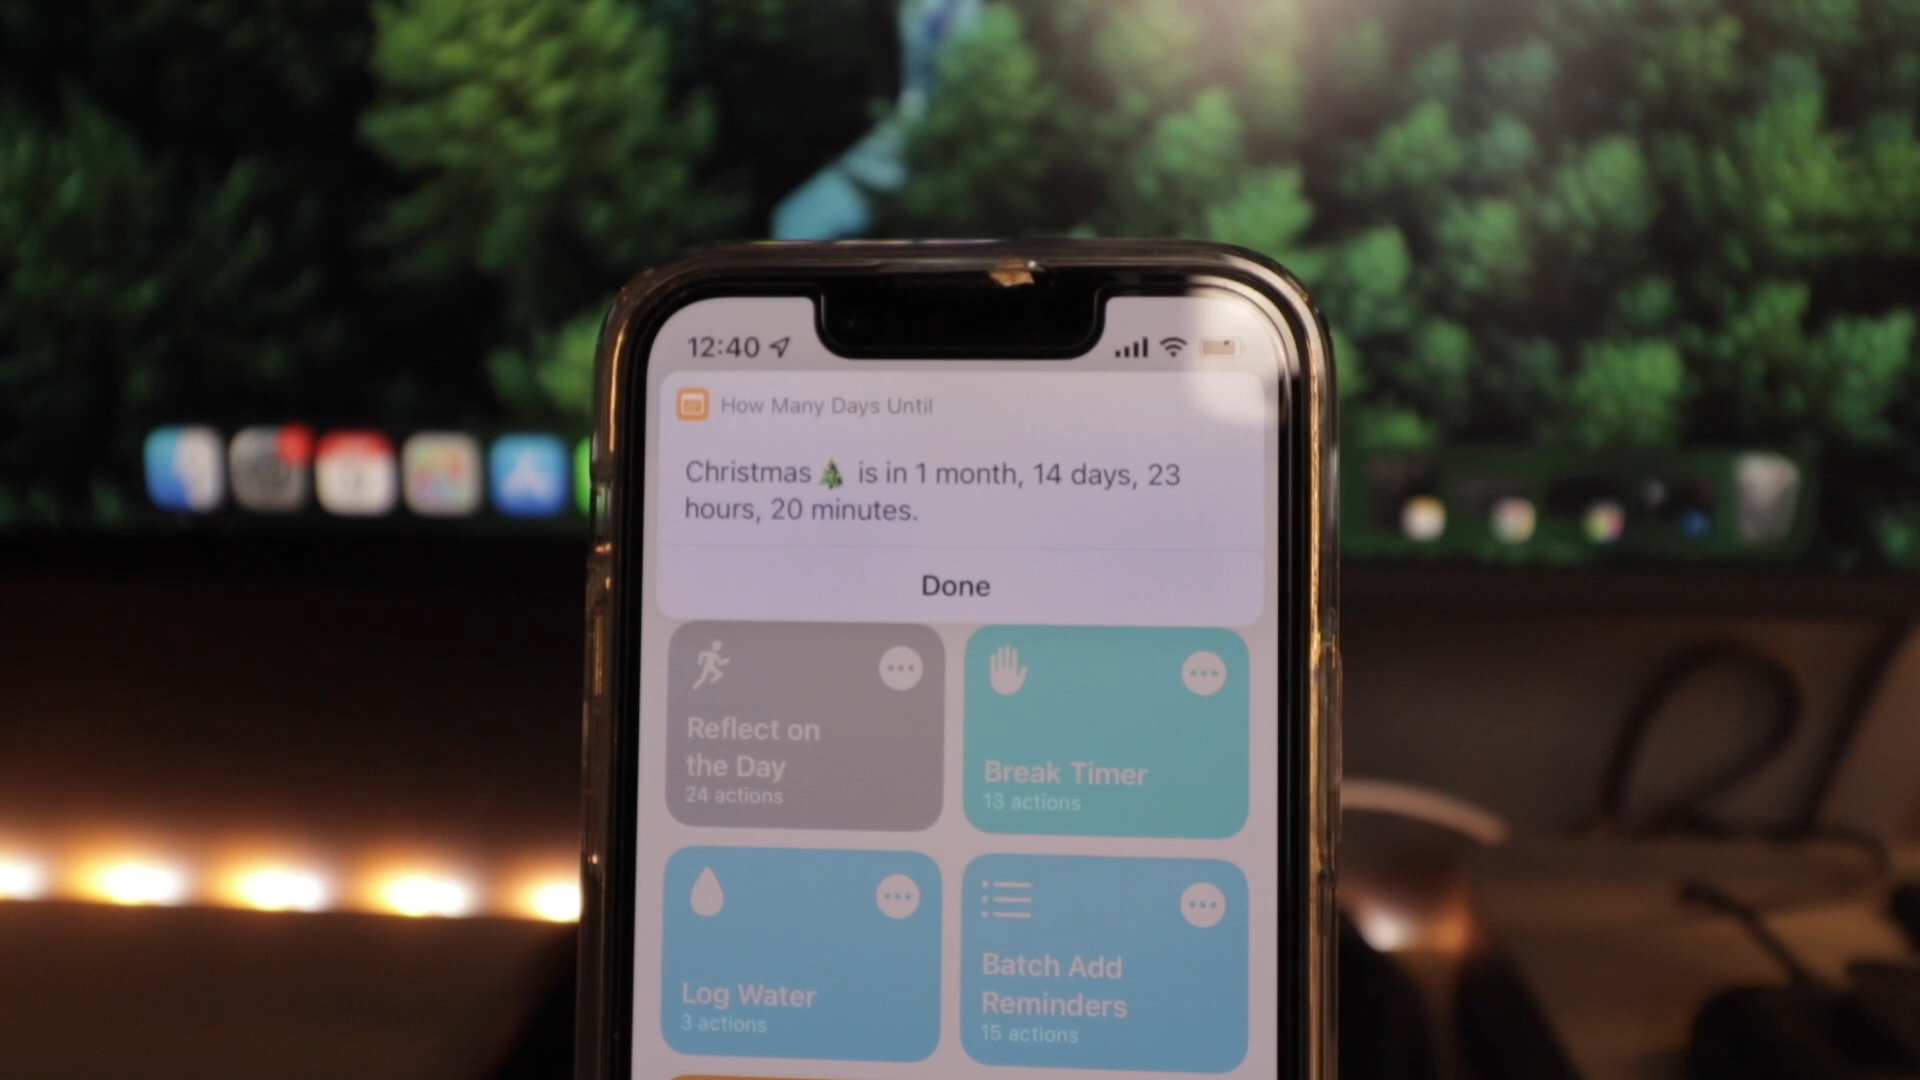 12:40
How Many Days Until
Christmas🎄 is in 1 month, 14 days, 23
hours, 20 minutes.
Done
Reflect on
the Day
24 actions
Break Timer
13 actions
Log Water
3 actions
Batch Add
Reminders
15 actions